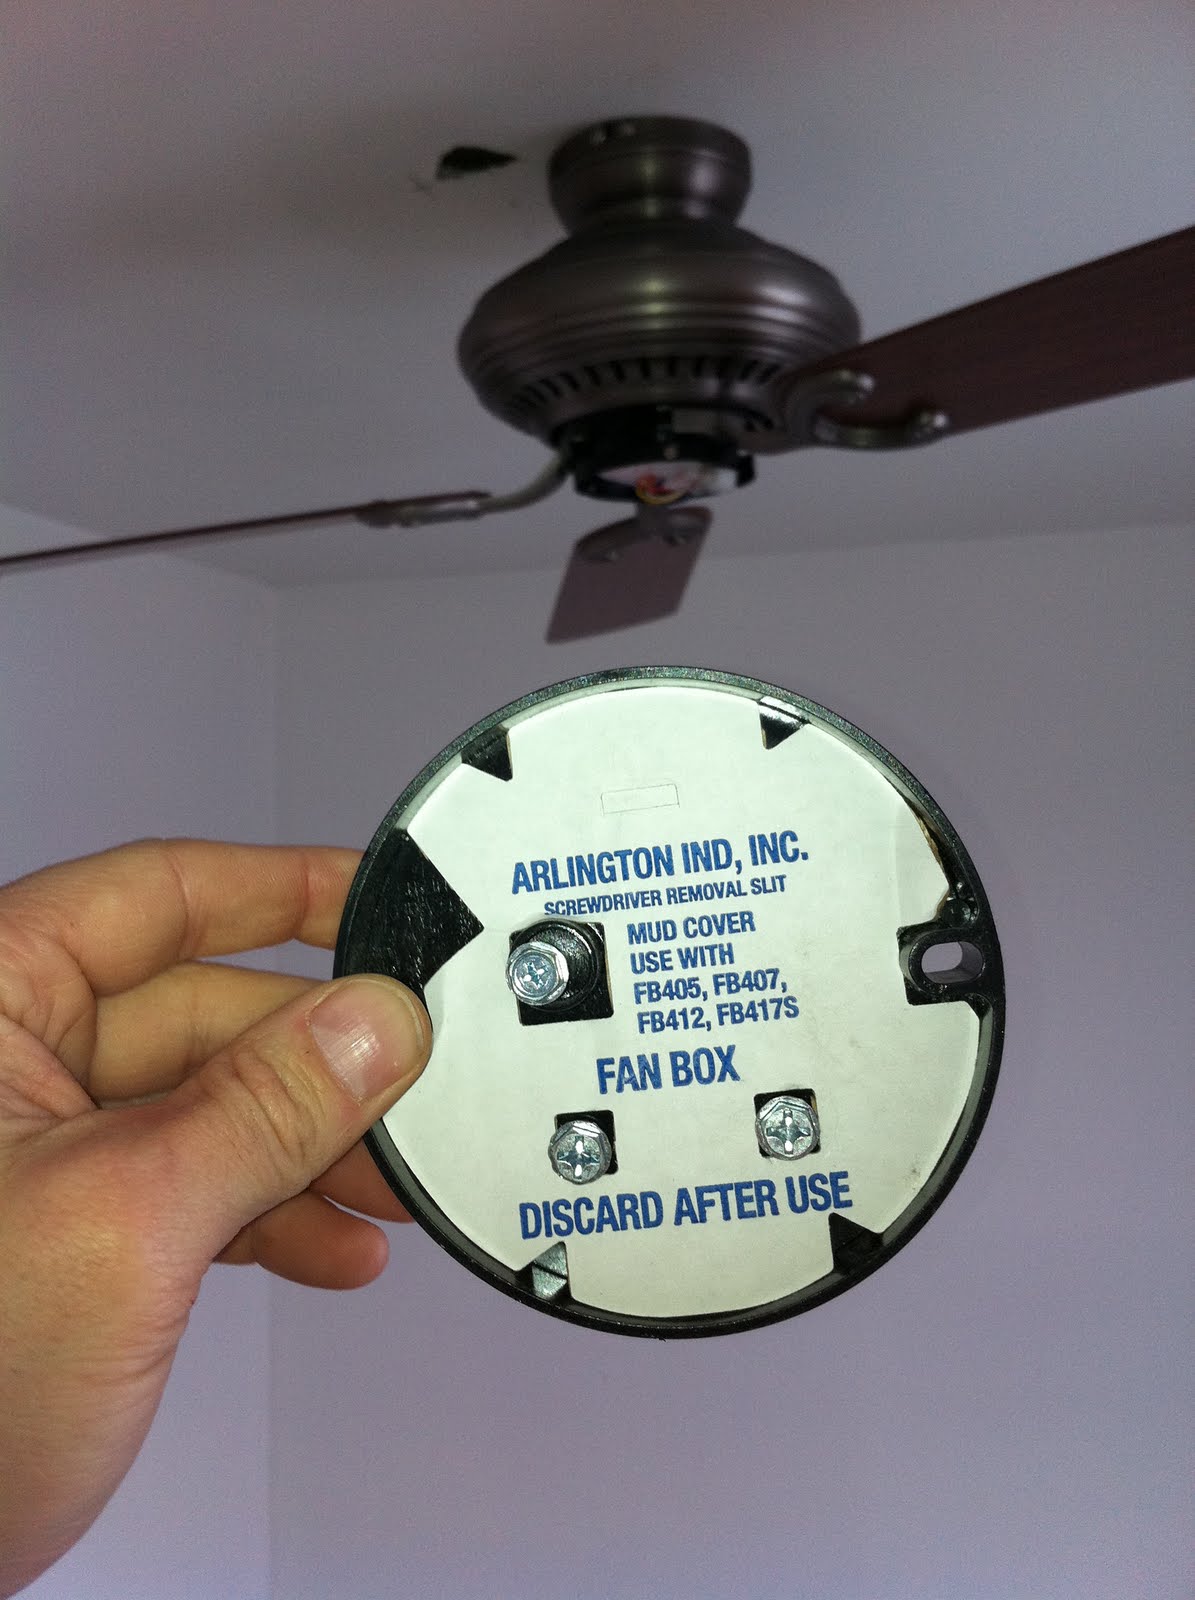 ARLINGTON IND, INC.
SCREWDRIVER REMOVAL SLIT
MUD COVER
USE WITH
FB405, FB407,
FB412, FB417S
FAN BOX
DISCARD AFTER USE